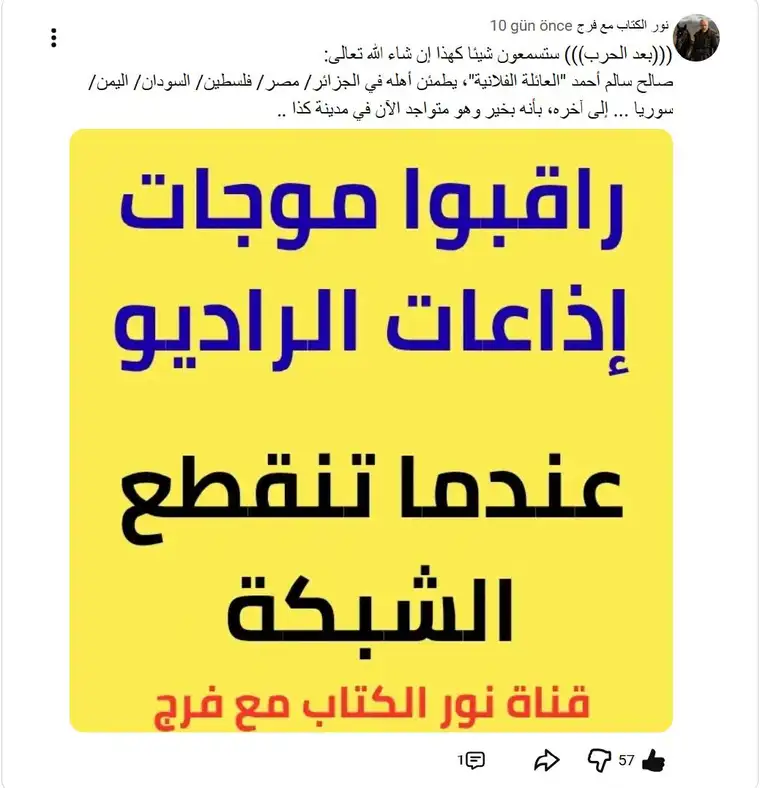 نور الكتاب مع فرج 10 gün önce
(((بعد الحرب))) ستسمعون شيئا كهذا إن شاء الله تعالى:
صالح سالم أحمد "العائلة الفلانية"، يطمئن أهله في الجزائر/ مصر/ فلسطين/ السودان/ اليمن/
سوريا ... إلى آخره، بأنه بخير وهو متواجد الآن في مدينة كذا ..
راقبوا موجات
إذاعات الراديو
عندما تنقطع
الشبكة
قناة نور الكتاب مع فرج
57
1